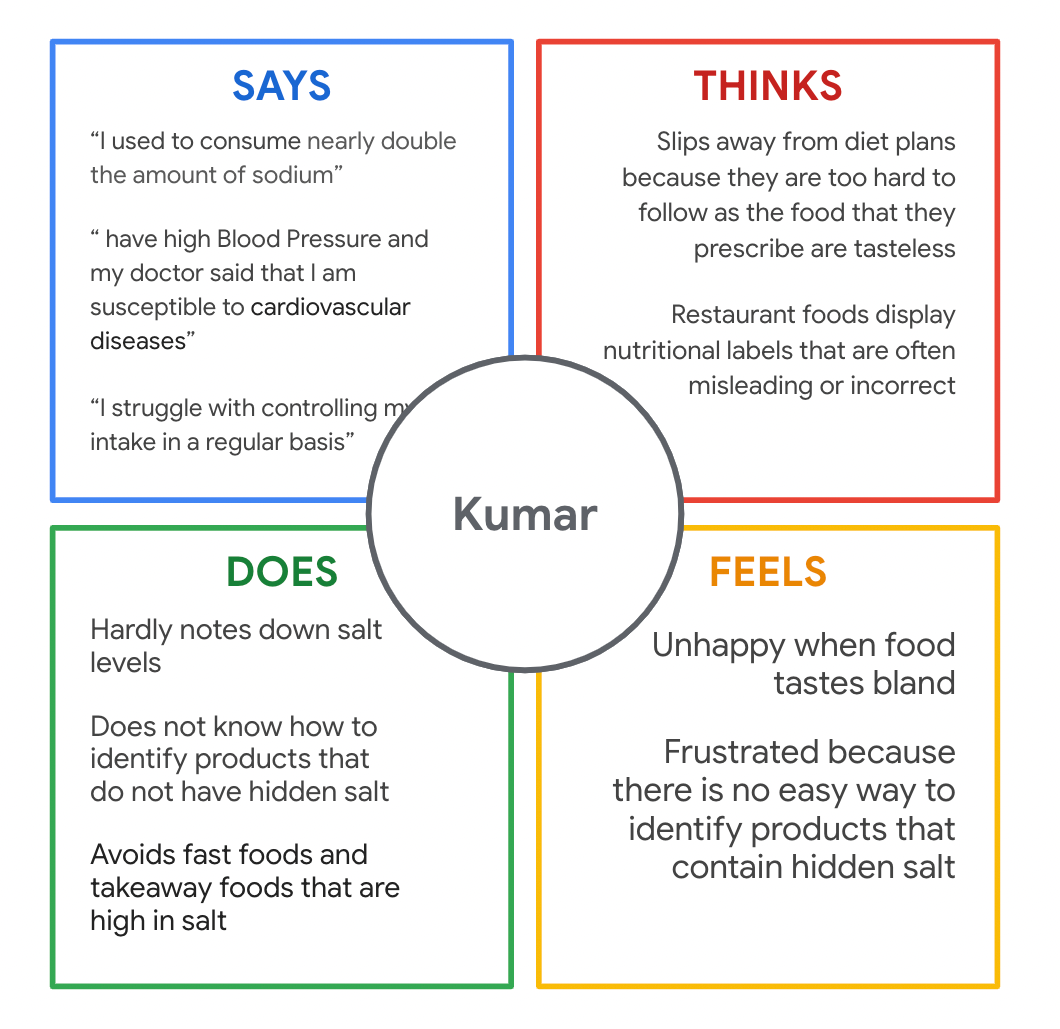 SAYS
“I used to consume nearly double
the amount of sodium”
“ have high Blood Pressure and
my doctor said that I am
susceptible to cardiovascular
diseases”
“I struggle with controlling my
intake in a regular basis”
THINKS
Slips away from diet plans
because they are too hard to
follow as the food that they
prescribe are tasteless
Restaurant foods display
nutritional labels that are often
misleading or incorrect
Kumar
DOES
Hardly notes down salt
levels
Does not know how to
identify products that
do not have hidden salt
Avoids fast foods and
takeaway foods that are
high in salt
FEELS
Unhappy when food
tastes bland
Frustrated because
there is no easy way to
identify products that
contain hidden salt